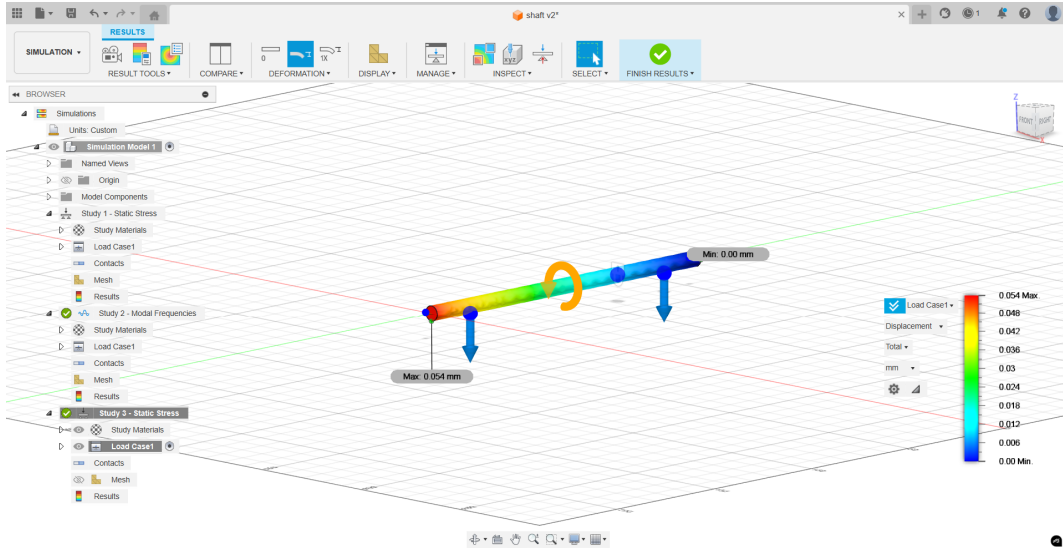 shaft v2*
1
RESULTS
SIMULATION
RESULT TOOLS
COMPARE
DEFORMATION
DISPLAY
MANAGE
INSPECT
SELECT
FINISH RESULTS
0
1X
xyz
BROWSER
Simulations
Units: Custom
Simulation Model 1
Named Views
Origin
Model Components
Study 1 - Static Stress
Study Materials
Load Case1
Contacts
Mesh
Results
Study 2 - Modal Frequencies
Study Materials
Load Case1
Contacts
Mesh
Results
Study 3 - Static Stress
Study Materials
Load Case1
Contacts
Mesh
Results
Z
FRONT
RIGHT
X
Min: 0.00 mm
Max: 0.054 mm
Load Case1
Displacement
Total
mm
0.054 Max.
0.048
0.042
0.036
0.03
0.024
0.018
0.012
0.006
0.00 Min.